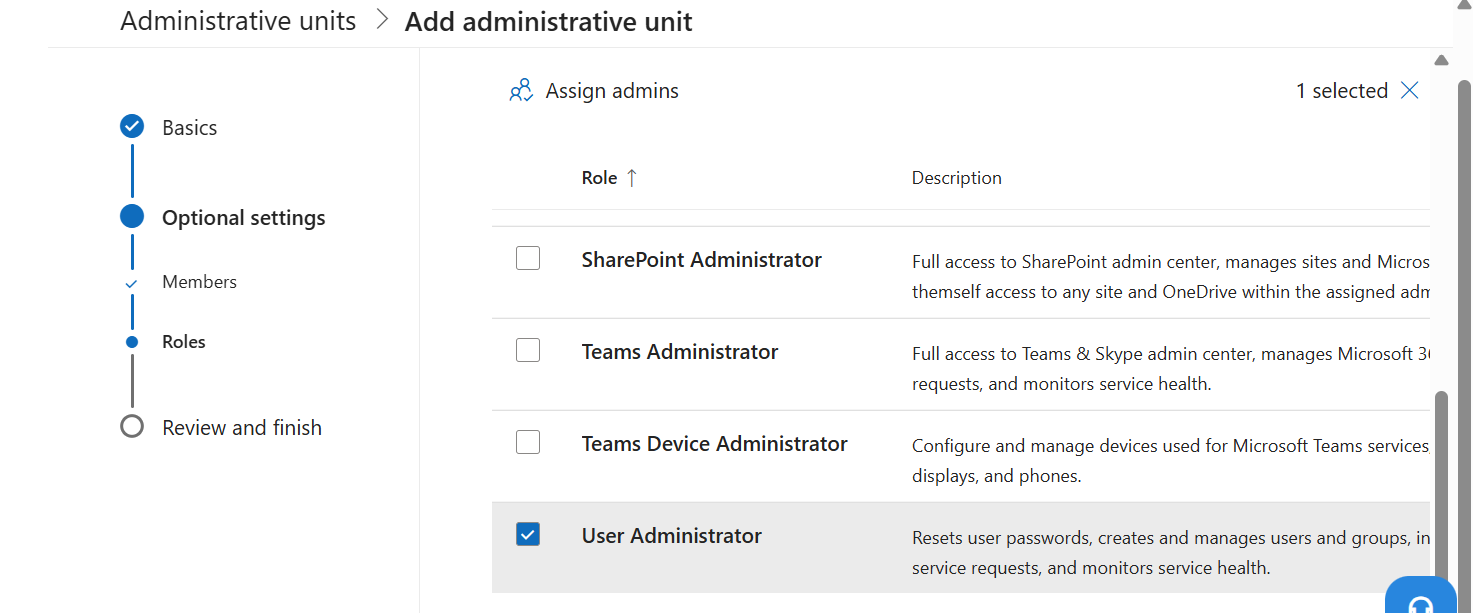 Administrative units > Add administrative unit
Assign admins
1 selected
Basics
Optional settings
Members
Roles
Review and finish
Role ↑
Description
SharePoint Administrator
Full access to SharePoint admin center, manages sites and
themself access to any site and OneDrive within the assigned
Teams Administrator
Full access to Teams & Skype admin center, manages Microsoft
requests, and monitors service health.
Teams Device Administrator
Configure and manage devices used for Microsoft Teams services,
displays, and phones.
User Administrator
Resets user passwords, creates and manages users and groups,
service requests, and monitors service health.